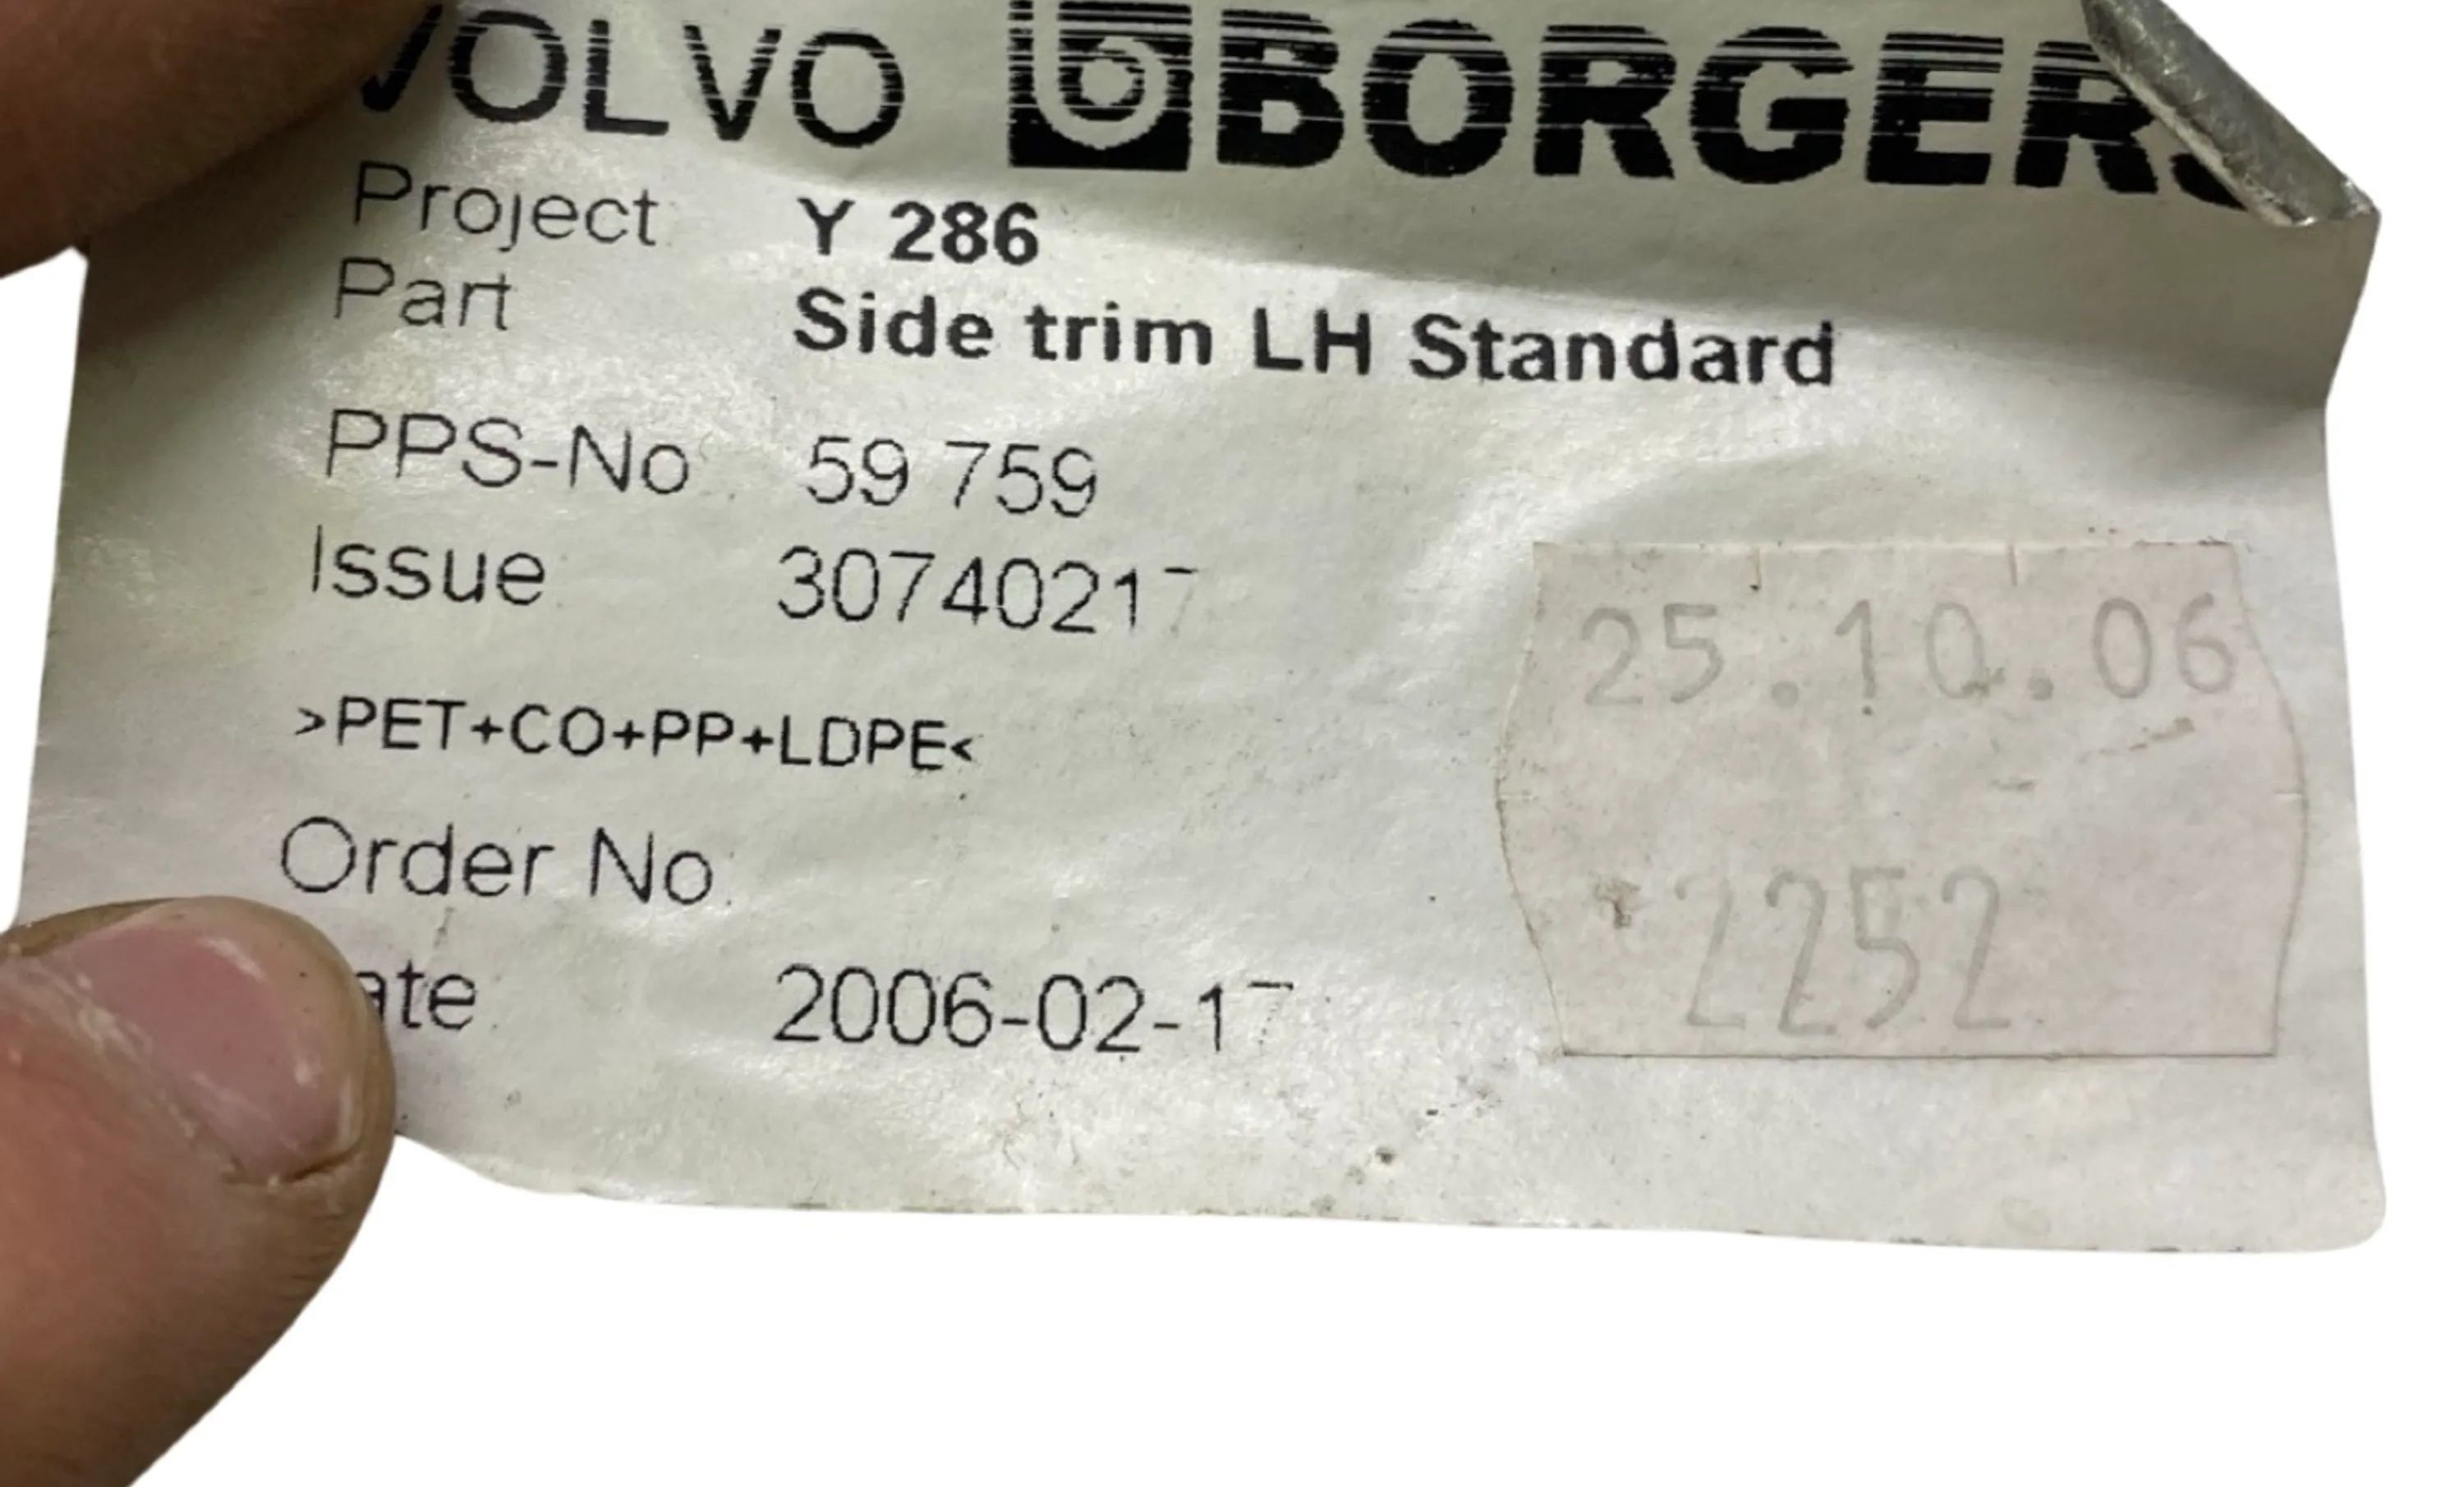 VOLVO BORGERS
Project Y 286
Part Side trim LH Standard
PPS-No 59 759
Issue 30740217
>PET+CO+PP+LDPE<
Order No.
Date 2006-02-17
25.10.06
2252